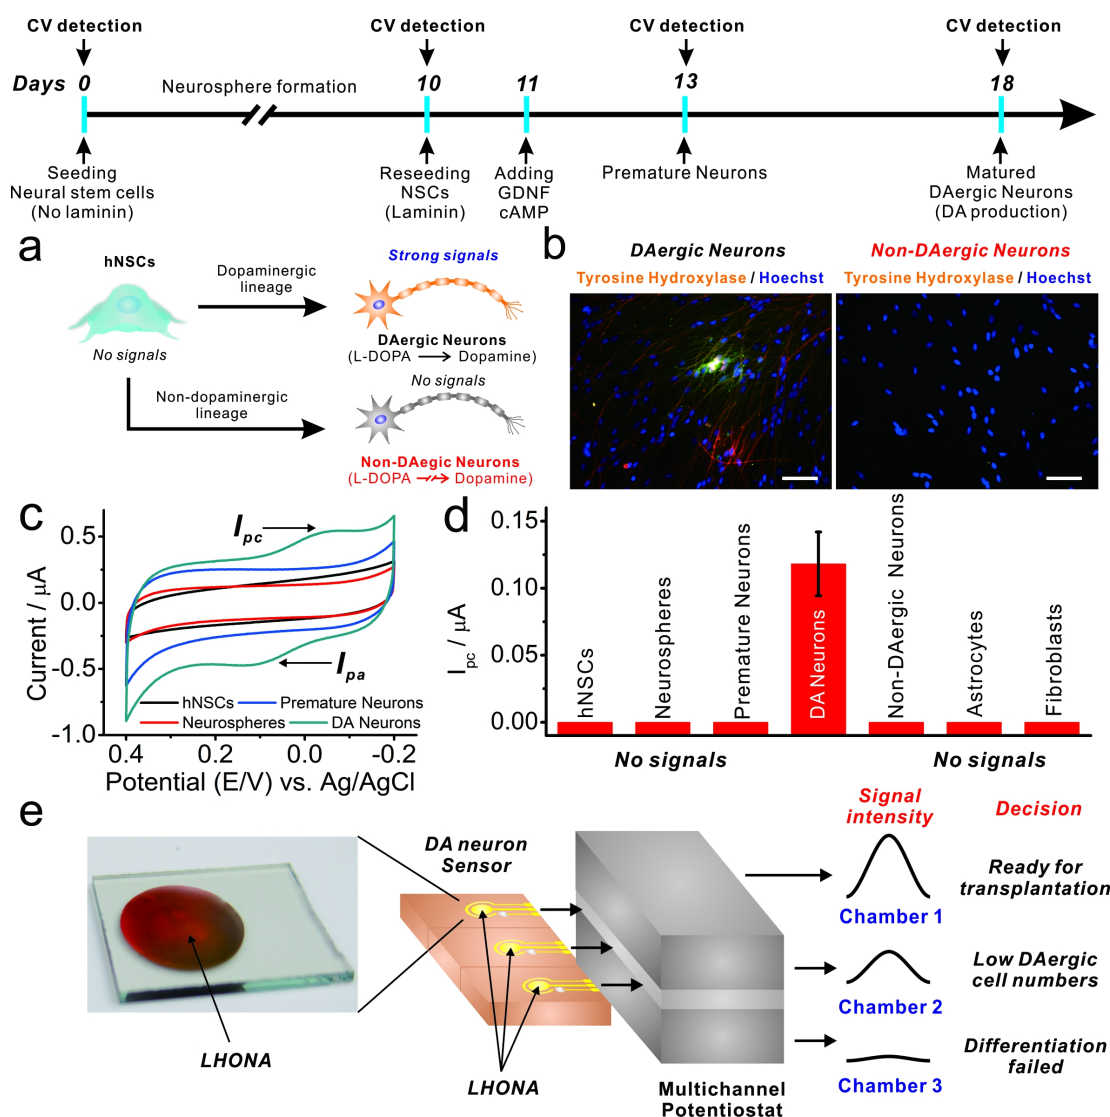 CV detection
CV detection
CV detection
CV detection
Days 0
Neurosphere formation
10
11
13
18
Seeding
Neural stem cells
(No laminin)
Reseeding
NSCs
(Laminin)
Adding
GDNF
cAMP
Premature Neurons
Matured
DAergic Neurons
(DA production)
a
hNSCs
No signals
Dopaminergic
lineage
Strong signals
DAergic Neurons
(L-DOPA → Dopamine)
No signals
Non-dopaminergic
lineage
Non-DAegic Neurons
(L-DOPA Dopamine)
b
DAergic Neurons
Tyrosine Hydroxylase / Hoechst
Non-DAergic Neurons
Tyrosine Hydroxylase / Hoechst
c
Current / µA
0.5
0.0
-0.5
-1.0
Ipc
Ipa
hNSCs
Premature Neurons
Neurospheres
DA Neurons
0.4
0.2
0.0
-0.2
Potential (E/V) vs. Ag/AgCl
d
Ipc / µA
0.15
0.10
0.05
0.00
hNSCs
Neurospheres
Premature Neurons
DA Neurons
Non-DAergic Neurons
Astrocytes
Fibroblasts
No signals
No signals
e
LHONA
DA neuron
Sensor
LHONA
Multichannel
Potentiostat
Signal
intensity
Decision
Chamber 1
Ready for
transplantation
Chamber 2
Low DAergic
cell numbers
Chamber 3
Differentiation
failed